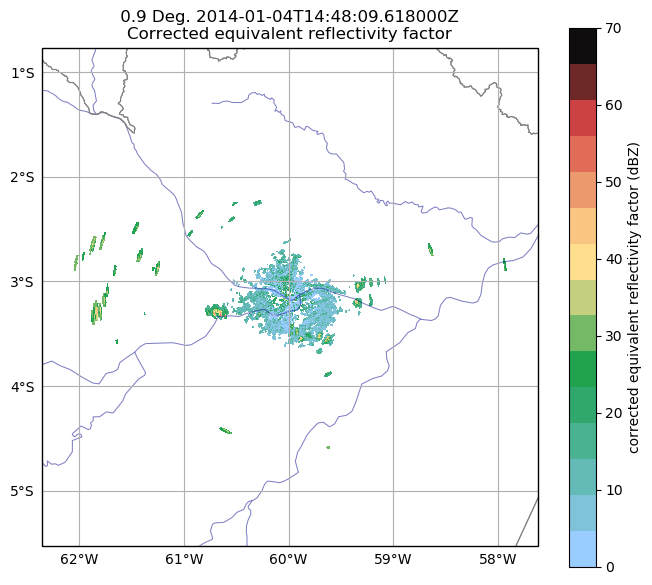 0.9 Deg. 2014-01-04T14:48:09.618000Z
Corrected equivalent reflectivity factor
1°S
2°S
3°S
4°S
5°S
62°W 61°W 60°W 59°W 58°W
70
60
50
40
30
20
10
0
corrected equivalent reflectivity factor (dBZ)